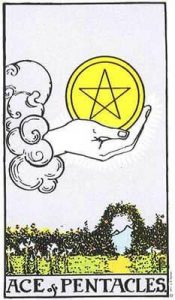 ACE of PENTACLES.